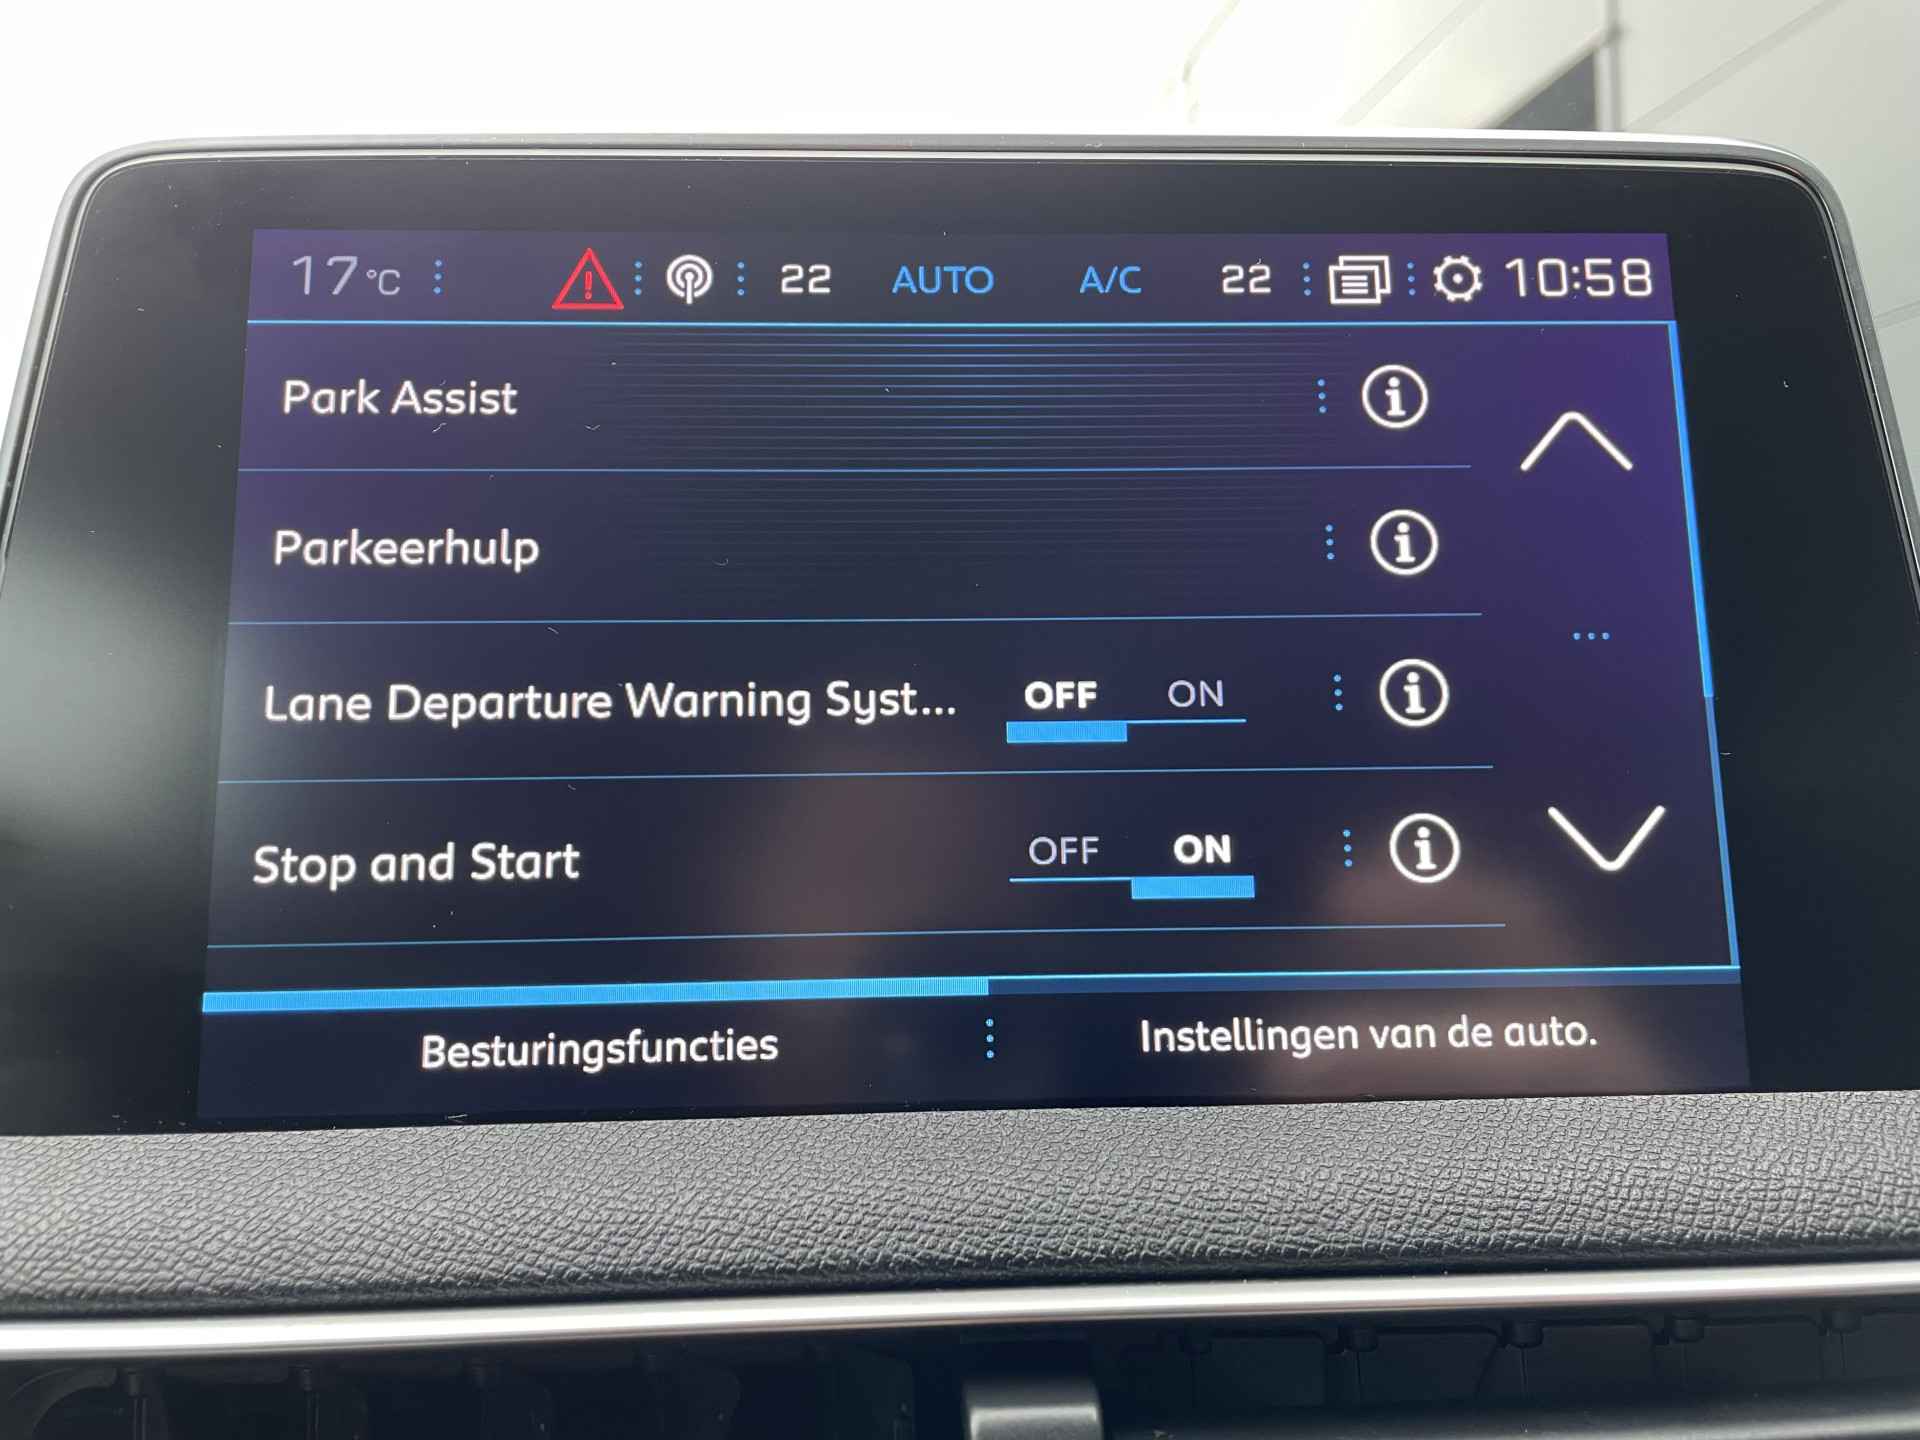 17 °C 22 AUTO A/C 22 10:58
Park Assist
Parkeerhulp
Lane Departure Warning Syst... OFF ON
Stop and Start OFF ON
Besturingsfuncties Instellingen van de auto.